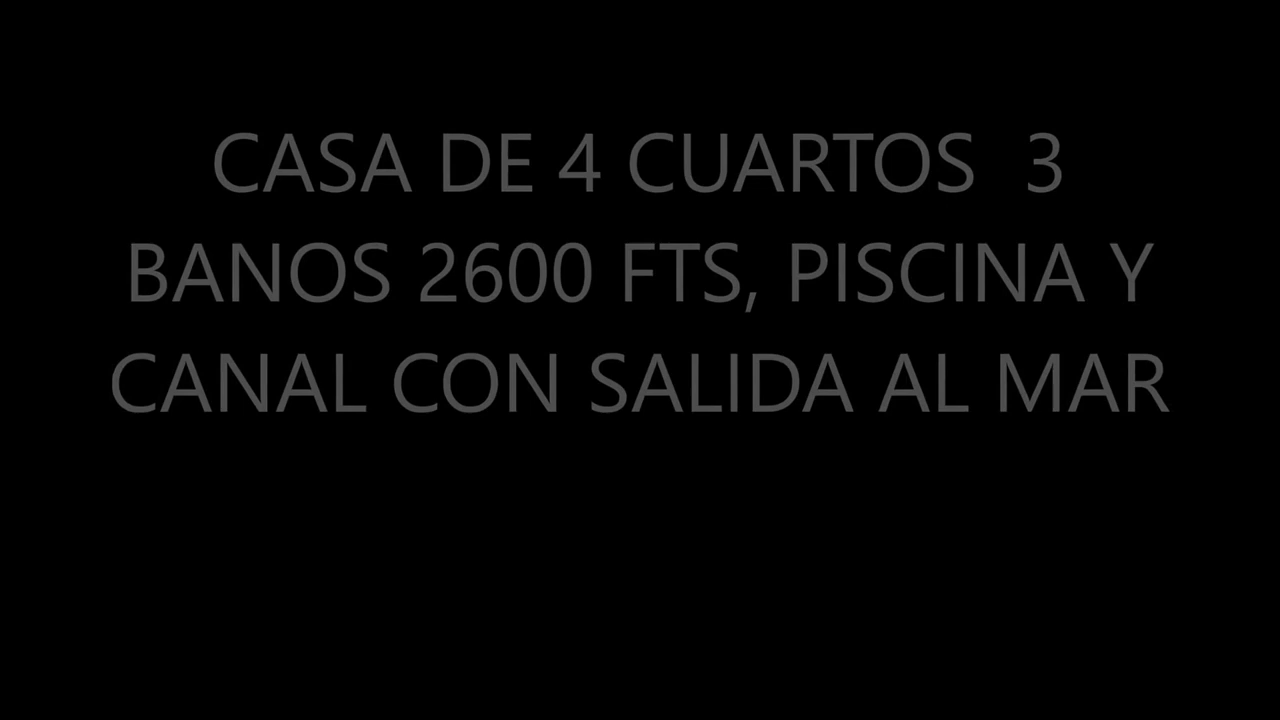 CASA DE 4 CUARTOS  3
BANOS 2600 FTS, PISCINA Y
CANAL CON SALIDA AL MAR